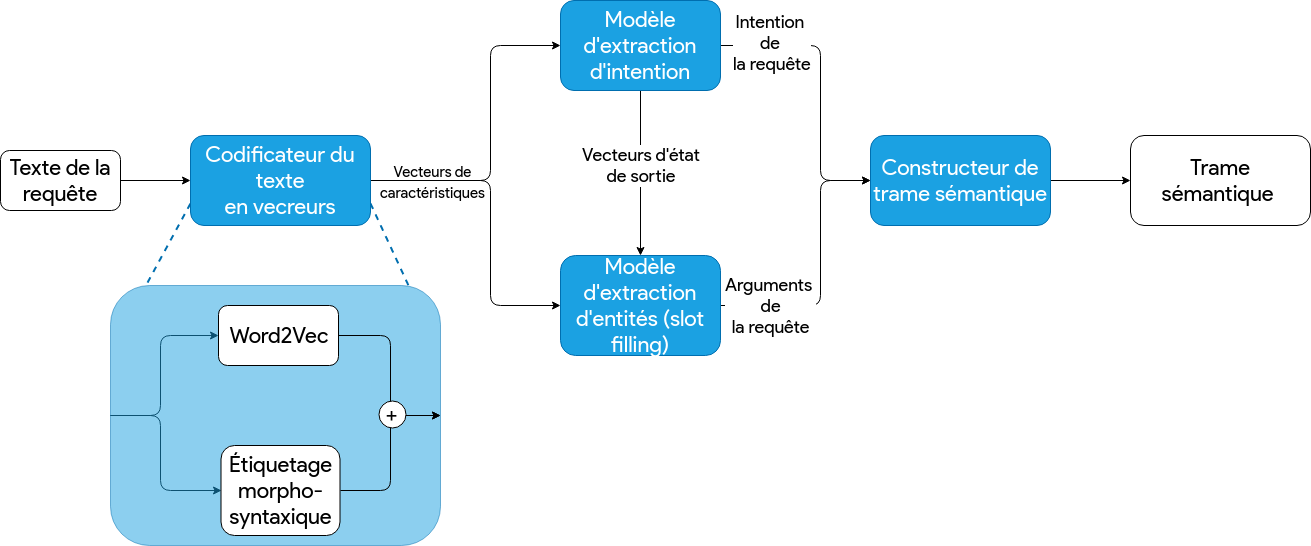 Texte de la
requête
Codificateur du
texte
en vecreurs
Vecteurs de
caractéristiques
Modèle
d'extraction
d'intention
Intention
de
la requête
Vecteurs d'état
de sortie
Modèle
d'extraction
d'entités (slot
filling)
Arguments
de
la requête
Constructeur de
trame sémantique
Trame
sémantique
Word2Vec
+
Étiquetage
morpho-
syntaxique